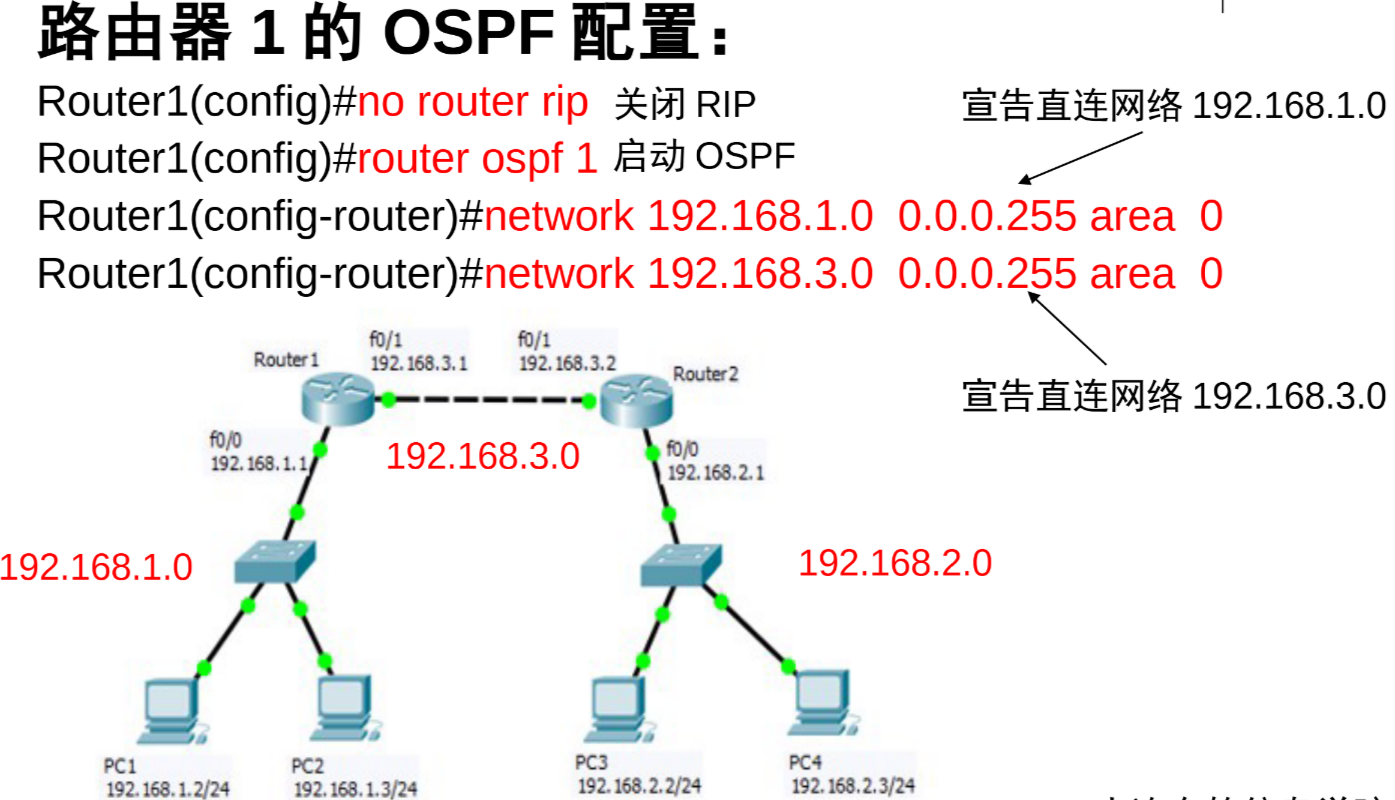 路由器 1 的 OSPF 配置：
Router1(config)#no router rip 关闭 RIP
宣告直连网络 192.168.1.0
Router1(config)#router ospf 1 启动 OSPF
Router1(config-router)#network 192.168.1.0 0.0.0.255 area 0
Router1(config-router)#network 192.168.3.0 0.0.0.255 area 0
宣告直连网络 192.168.3.0
Router1
f0/1
192.168.3.1
f0/1
192.168.3.2
Router2
f0/0
192.168.1.1
192.168.3.0
f0/0
192.168.2.1
192.168.1.0
192.168.2.0
PC1
192.168.1.2/24
PC2
192.168.1.3/24
PC3
192.168.2.2/24
PC4
192.168.2.3/24